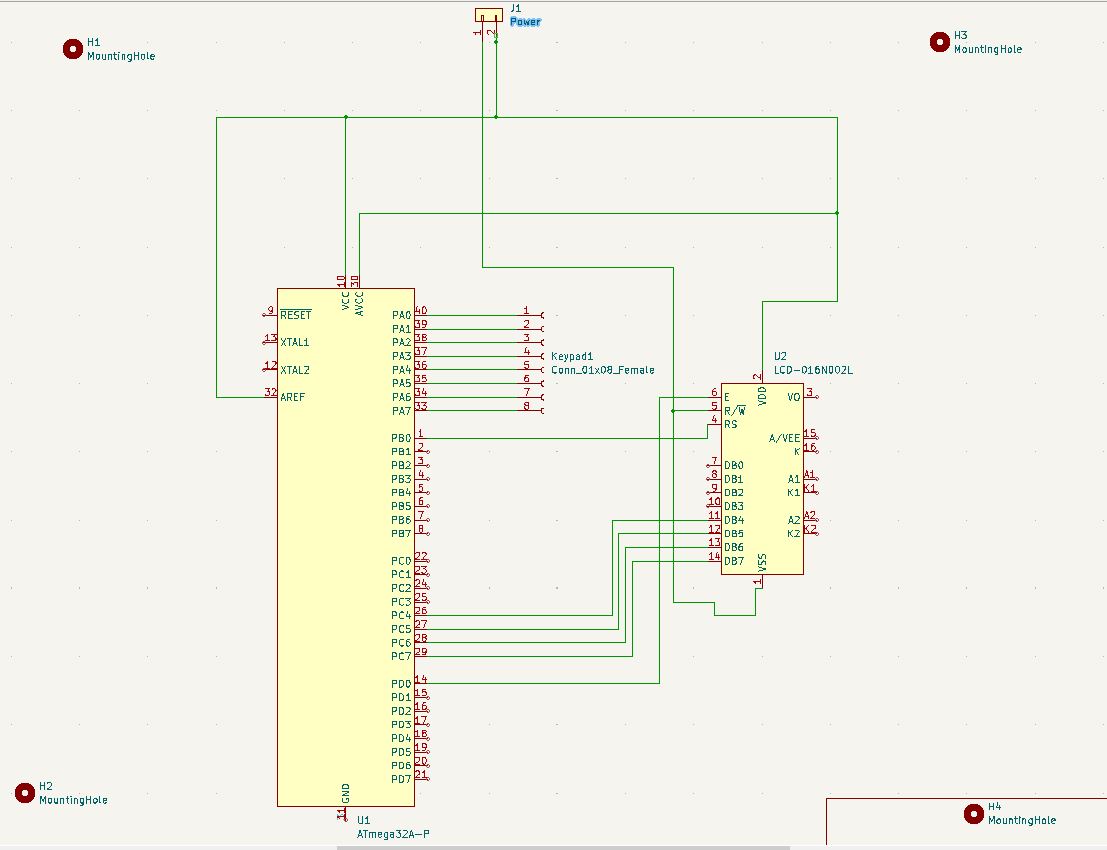 J1
Power
1
2
H1
MountingHole
H3
MountingHole
10
30
VCC
AVCC
9 RESET
13 XTAL1
12 XTAL2
32 AREF
PA0 40
PA1 39
PA2 38
PA3 37
PA4 36
PA5 35
PA6 34
PA7 33
1
2
3
4
5
6
7
8
Keypad1
Conn_01x08_Female
PB0 1
PB1 2
PB2 3
PB3 4
PB4 5
PB5 6
PB6 7
PB7 8
PC0 22
PC1 23
PC2 24
PC3 25
PC4 26
PC5 27
PC6 28
PC7 29
PD0 14
PD1 15
PD2 16
PD3 17
PD4 18
PD5 19
PD6 20
PD7 21
GND
11
U1
ATmega32A-P
U2
LCD-016N002L
2
VDD
6 E
5 R/W
4 RS
7 DB0
8 DB1
9 DB2
10 DB3
11 DB4
12 DB5
13 DB6
14 DB7
VO 3
A/VEE 15
K 16
A1 A1
K1 K1
A2 A2
K2 K2
VSS
1
H2
MountingHole
H4
MountingHole